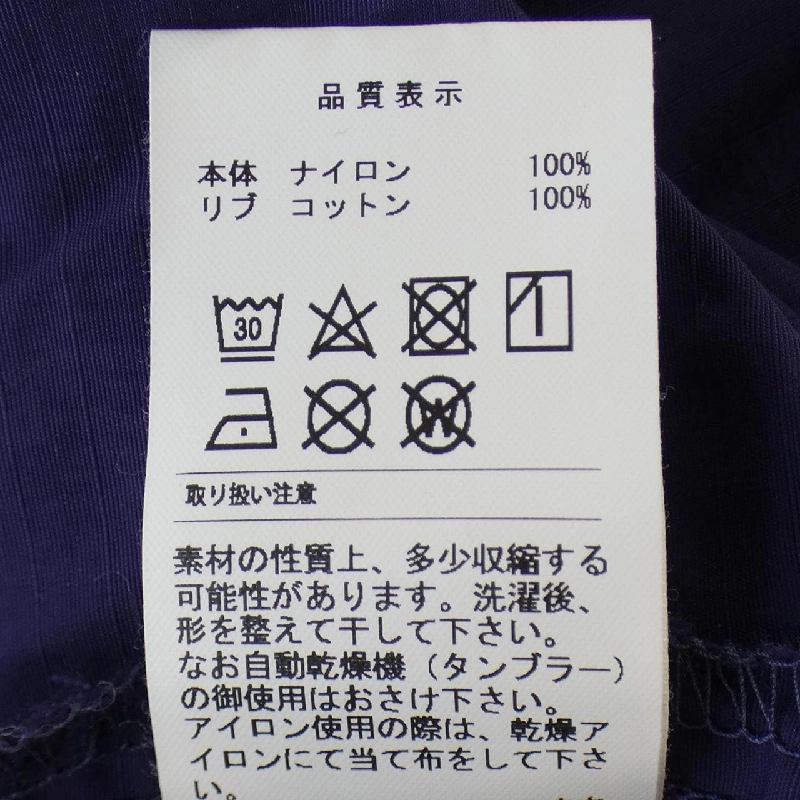 品質表示
本体 ナイロン 100%
リブ コットン 100%
30
W
取り扱い注意
素材の性質上、多少収縮する
可能性があります。洗濯後、
形を整えて干して下さい。
なお自動乾燥機（タンブラー）
の御使用はおさけ下さい。
アイロン使用の際は、乾燥ア
イロンにて当て布をして下さ
い。